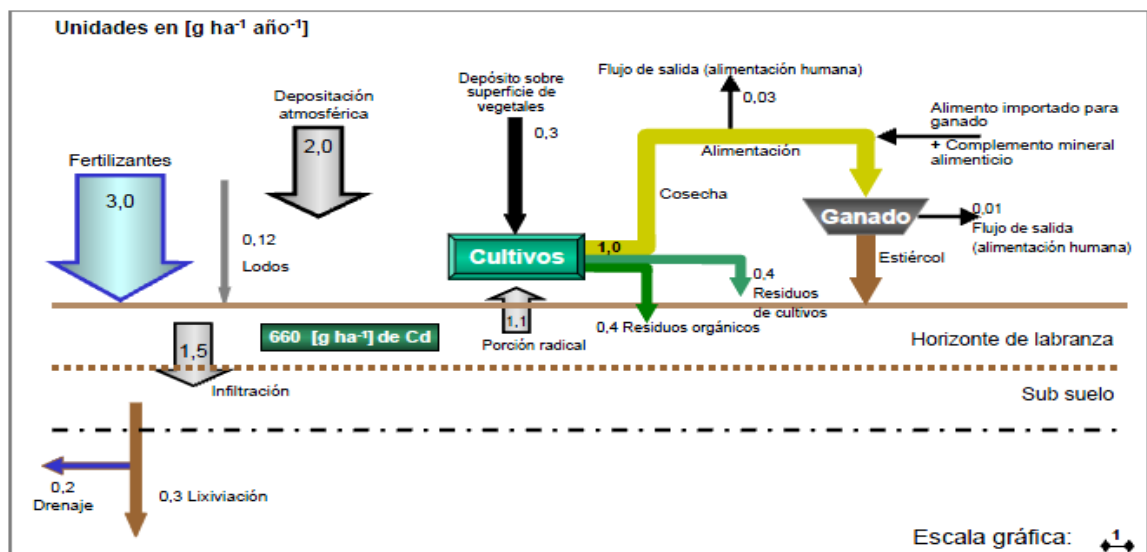 Unidades en [g ha⁻¹ año⁻¹]
Fertilizantes
3,0
0,12
Lodos
Depositación
atmosférica
2,0
Depósito sobre
superficie de
vegetales
0,3
Flujo de salida (alimentación humana)
0,03
Alimentación
Alimento importado para
ganado
+ Complemento mineral
alimenticio
Cosecha
Ganado
0,01
Flujo de salida
(alimentación humana)
Estiércol
Cultivos
1,0
0,4
Residuos
de cultivos
0,4 Residuos orgánicos
1,1
Porción radical
660 [g ha⁻¹] de Cd
Horizonte de labranza
1,5
Infiltración
Sub suelo
0,2
Drenaje
0,3 Lixiviación
Escala gráfica:
1